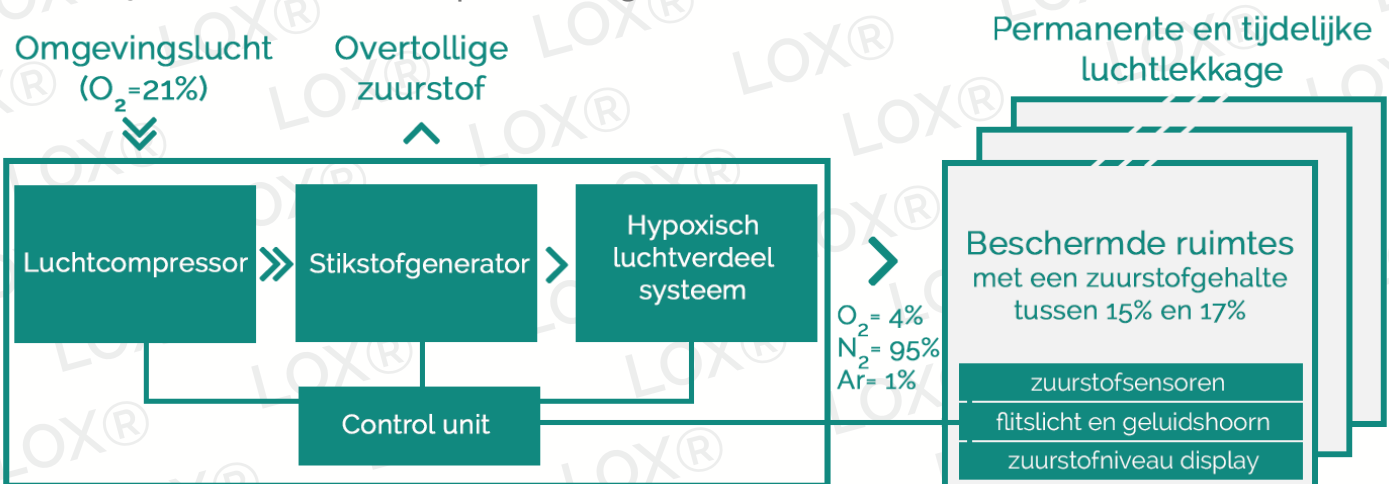 Omgevingslucht
(O2=21%)
Overtollige
zuurstof
Permanente en tijdelijke
luchtlekkage
Luchtcompressor
Stikstofgenerator
Hypoxisch
luchtverdeel
systeem
Control unit
O2= 4%
N2= 95%
Ar= 1%
Beschermde ruimtes
met een zuurstofgehalte
tussen 15% en 17%
zuurstofsensoren
flitslicht en geluidshoorn
zuurstofniveau display
LOX®